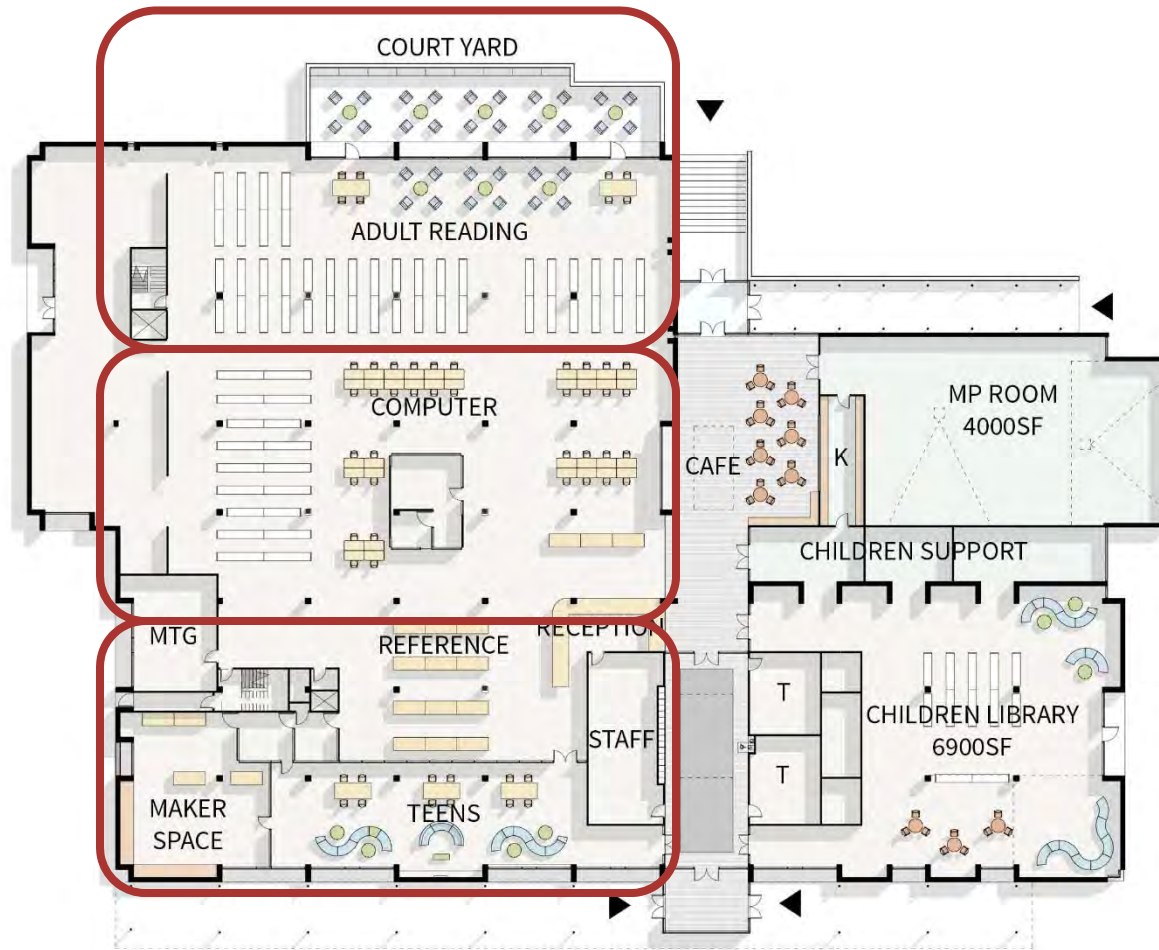 COURT YARD
ADULT READING
COMPUTER
MP ROOM
4000SF
CAFE
K
CHILDREN SUPPORT
MTG
REFERENCE
RECEPTION
STAFF
T
CHILDREN LIBRARY
6900SF
T
MAKER
SPACE
TEENS